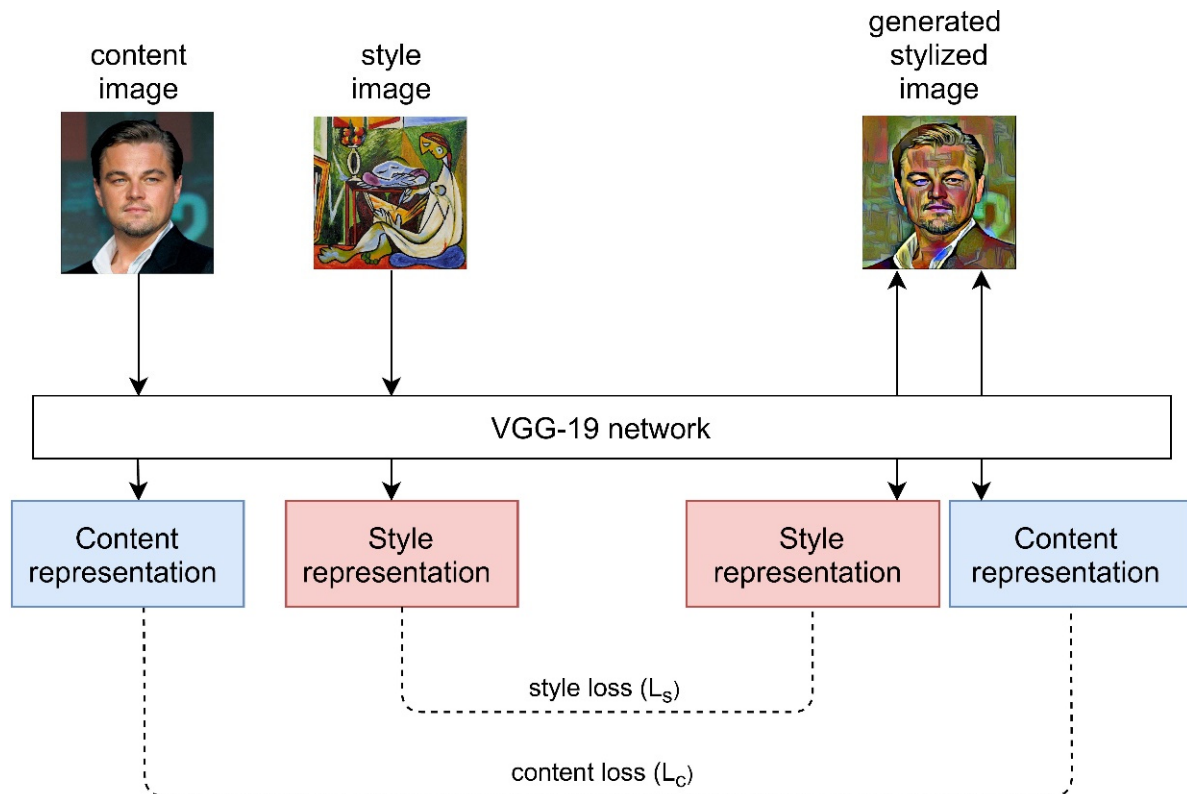 content
image
style
image
generated
stylized
image
VGG-19 network
Content
representation
Style
representation
Style
representation
Content
representation
style loss (Ls)
content loss (Lc)